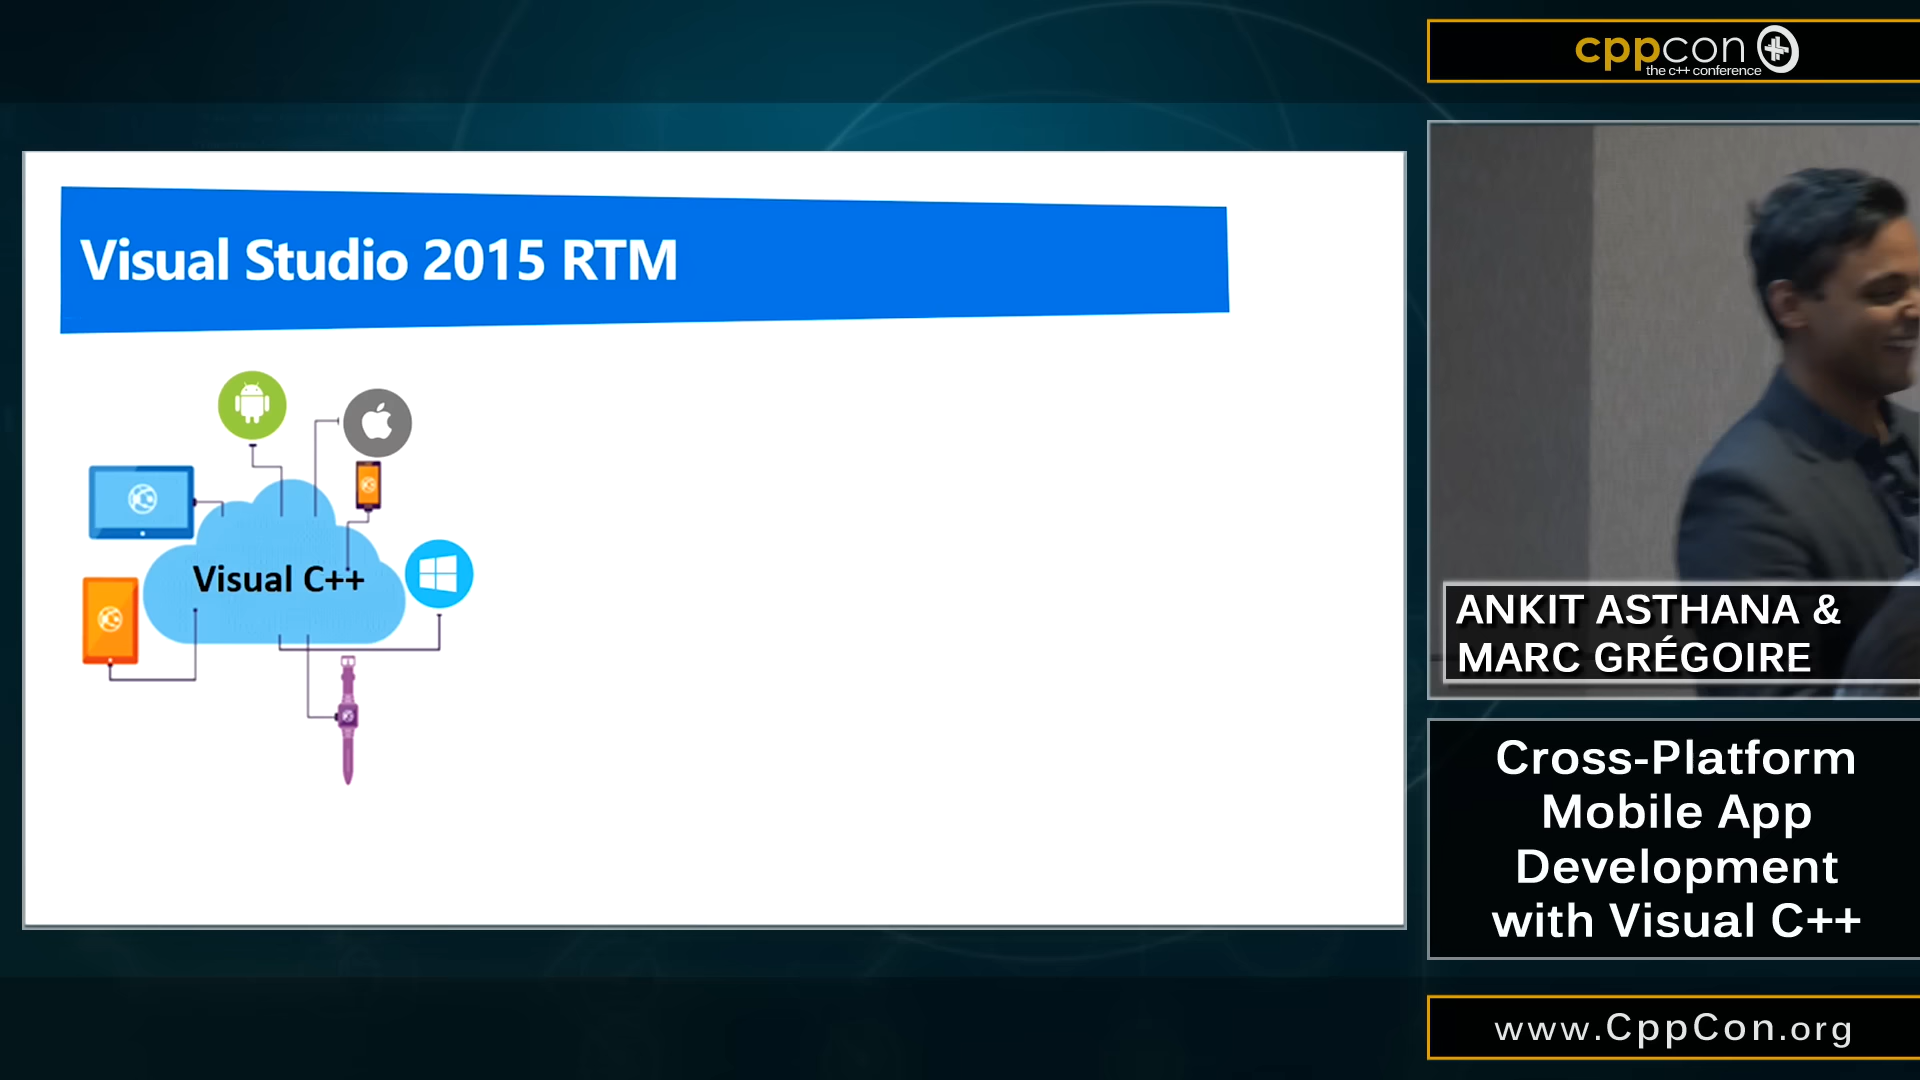 cppcon
the c++ conference
Visual Studio 2015 RTM
Visual C++
ANKIT ASTHANA &
MARC GRÉGOIRE
Cross-Platform
Mobile App
Development
with Visual C++
www.CppCon.org